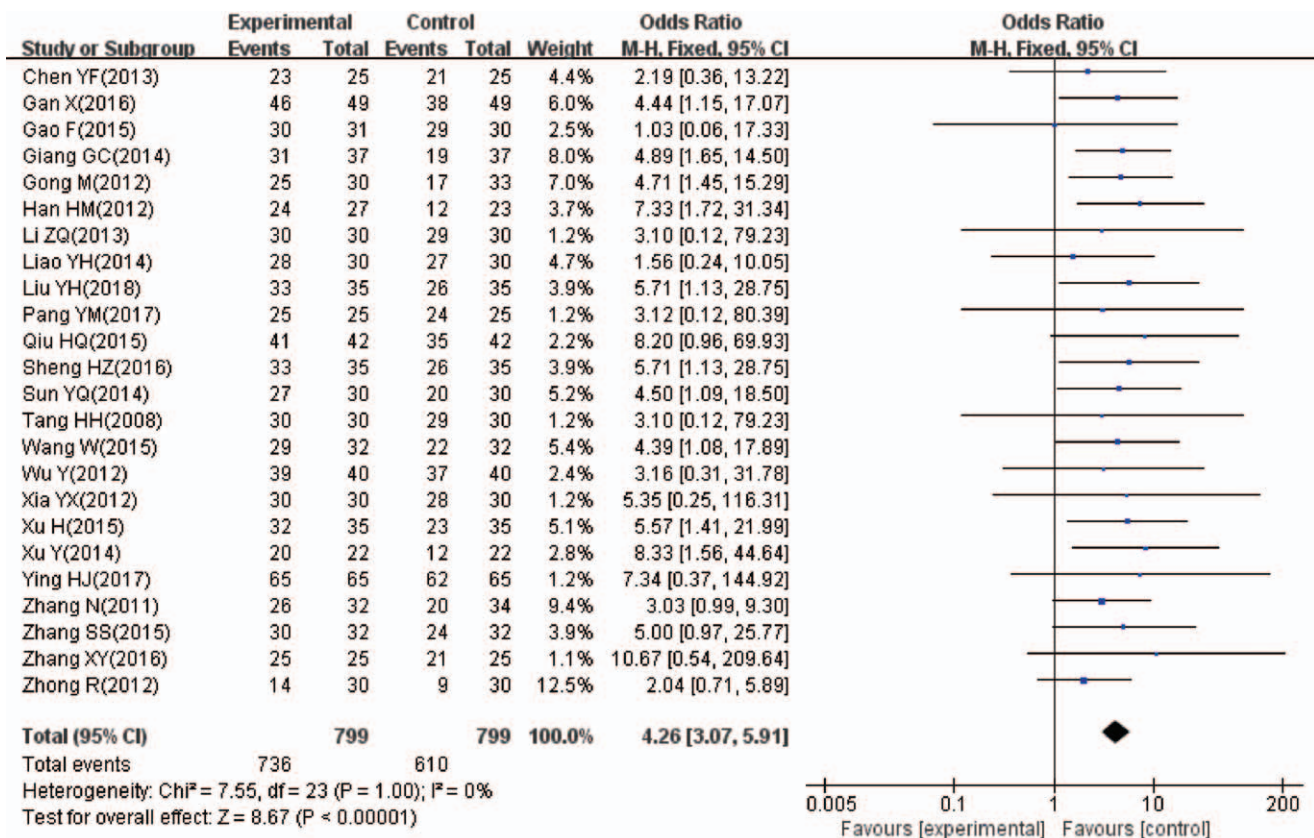 Experimental Control Odds Ratio Odds Ratio
Study or Subgroup Events Total Events Total Weight M-H, Fixed, 95% CI M-H, Fixed, 95% CI
Chen YF(2013) 23 25 21 25 4.4% 2.19 [0.36, 13.22]
Gan X(2016) 46 49 38 49 6.0% 4.44 [1.15, 17.07]
Gao F(2015) 30 31 29 30 2.5% 1.03 [0.06, 17.33]
Giang GC(2014) 31 37 19 37 8.0% 4.89 [1.65, 14.50]
Gong M(2012) 25 30 17 33 7.0% 4.71 [1.45, 15.29]
Han HM(2012) 24 27 12 23 3.7% 7.33 [1.72, 31.34]
Li ZQ(2013) 30 30 29 30 1.2% 3.10 [0.12, 79.23]
Liao YH(2014) 28 30 27 30 4.7% 1.56 [0.24, 10.05]
Liu YH(2018) 33 35 26 35 3.9% 5.71 [1.13, 28.75]
Pang YM(2017) 25 25 24 25 1.2% 3.12 [0.12, 80.39]
Qiu HQ(2015) 41 42 35 42 2.2% 8.20 [0.96, 69.93]
Sheng HZ(2016) 33 35 26 35 3.9% 5.71 [1.13, 28.75]
Sun YQ(2014) 27 30 20 30 5.2% 4.50 [1.09, 18.50]
Tang HH(2008) 30 30 29 30 1.2% 3.10 [0.12, 79.23]
Wang W(2015) 29 32 22 32 5.4% 4.39 [1.08, 17.89]
Wu Y(2012) 39 40 37 40 2.4% 3.16 [0.31, 31.78]
Xia YX(2012) 30 30 28 30 1.2% 5.35 [0.25, 116.31]
Xu H(2015) 32 35 23 35 5.1% 5.57 [1.41, 21.99]
Xu Y(2014) 20 22 12 22 2.8% 8.33 [1.56, 44.64]
Ying HJ(2017) 65 65 62 65 1.2% 7.34 [0.37, 144.92]
Zhang N(2011) 26 32 20 34 9.4% 3.03 [0.99, 9.30]
Zhang SS(2015) 30 32 24 32 3.9% 5.00 [0.97, 25.77]
Zhang XY(2016) 25 25 21 25 1.1% 10.67 [0.54, 209.64]
Zhong R(2012) 14 30 9 30 12.5% 2.04 [0.71, 5.89]
Total (95% CI) 799 799 100.0% 4.26 [3.07, 5.91]
Total events 736 610
Heterogeneity: Chi² = 7.55, df = 23 (P = 1.00); I² = 0%
Test for overall effect: Z = 8.67 (P < 0.00001)
0.005 0.1 1 10 200
Favours [experimental] Favours [control]